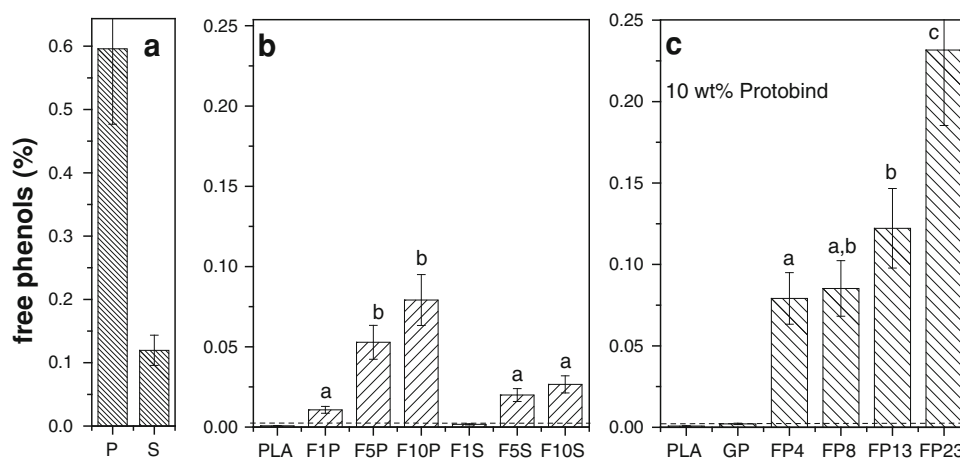 free phenols (%)
a
0.6
0.5
0.4
0.3
0.2
0.1
0.0
P S
b
0.25
0.20
0.15
0.10
0.05
0.00
a
b
b
a
a
PLA F1P F5P F10P F1S F5S F10S
c
0.25
0.20
0.15
0.10
0.05
0.00
10 wt% Protobind
a
a,b
b
c
PLA GP FP4 FP8 FP13 FP23